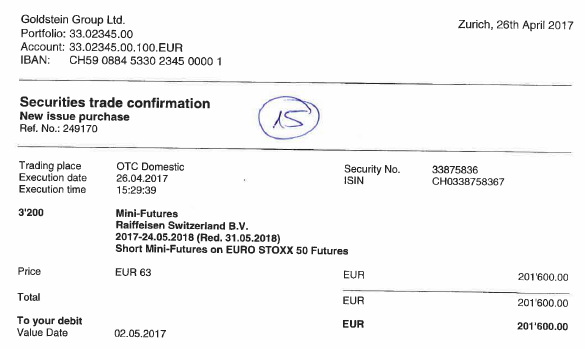 Goldstein Group Ltd.
Portfolio: 33.02345.00
Account: 33.02345.00.100.EUR
IBAN: CH59 0884 5330 2345 0000 1
Zurich, 26th April 2017
Securities trade confirmation
New issue purchase
Ref. No.: 249170
15
Trading place OTC Domestic Security No. 33875836
Execution date 26.04.2017 ISIN CH0338758367
Execution time 15:29:39
3'200 Mini-Futures
Raiffeisen Switzerland B.V.
2017-24.05.2018 (Red. 31.05.2018)
Short Mini-Futures on EURO STOXX 50 Futures
Price EUR 63 EUR 201'600.00
Total EUR 201'600.00
To your debit EUR 201'600.00
Value Date 02.05.2017